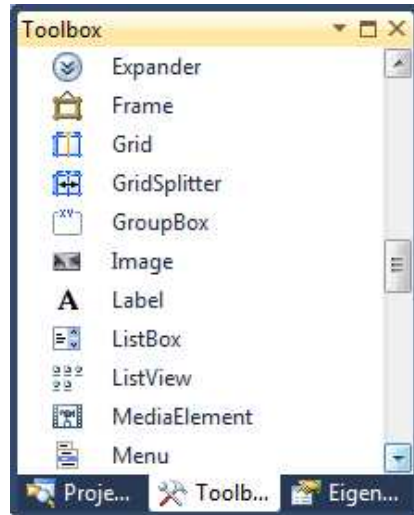 Toolbox
Expander
Frame
Grid
GridSplitter
GroupBox
Image
Label
ListBox
ListView
MediaElement
Menu
Proje... Toolb... Eigen...